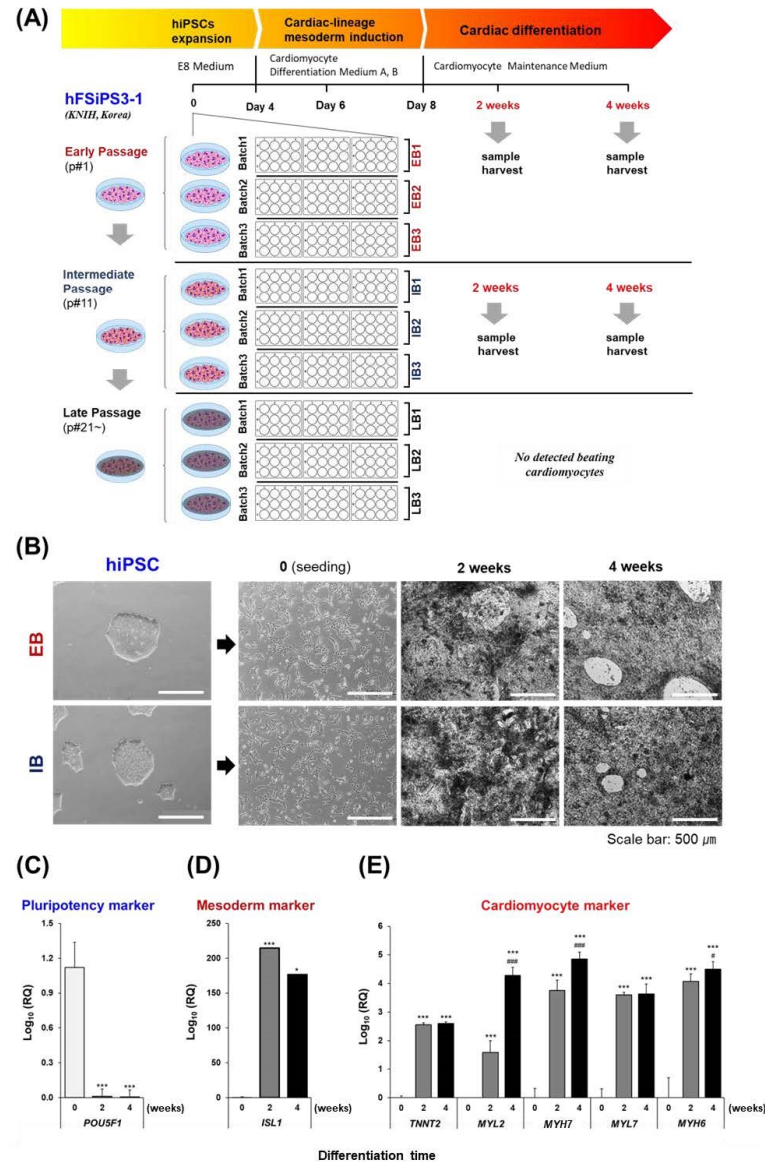 (A)
hiPSCs
expansion
Cardiac-lineage
mesoderm induction
Cardiac differentiation
E8 Medium
Cardiomyocyte
Differentiation Medium A, B
Cardiomyocyte Maintenance Medium
hFSiPS3-1
(KNIH, Korea)
0
Day 4
Day 6
Day 8
2 weeks
4 weeks
Early Passage
(p#1)
Batch1
EB1
sample
harvest
sample
harvest
Batch2
EB2
Batch3
EB3
Intermediate
Passage
(p#11)
Batch1
IB1
2 weeks
4 weeks
Batch2
IB2
sample
harvest
sample
harvest
Batch3
IB3
Late Passage
(p#21~)
Batch1
LB1
Batch2
LB2
No detected beating
cardiomyocytes
Batch3
LB3
(B)
hiPSC
0 (seeding)
2 weeks
4 weeks
EB
IB
Scale bar: 500 ㎛
(C)
Pluripotency marker
Log10 (RQ)
1.5
1.2
0.9
0.6
0.3
0.0
***
***
0 2 4 (weeks)
POU5F1
(D)
Mesoderm marker
Log10 (RQ)
250
200
150
100
50
0
***
*
0 2 4 (weeks)
ISL1
(E)
Cardiomyocyte marker
Log10 (RQ)
6
5
4
3
2
1
0
*** ***
*** *** ###
*** *** ###
*** ***
*** *** #
0 2 4 0 2 4 0 2 4 0 2 4 0 2 4 (weeks)
TNNT2 MYL2 MYH7 MYL7 MYH6
Differentiation time